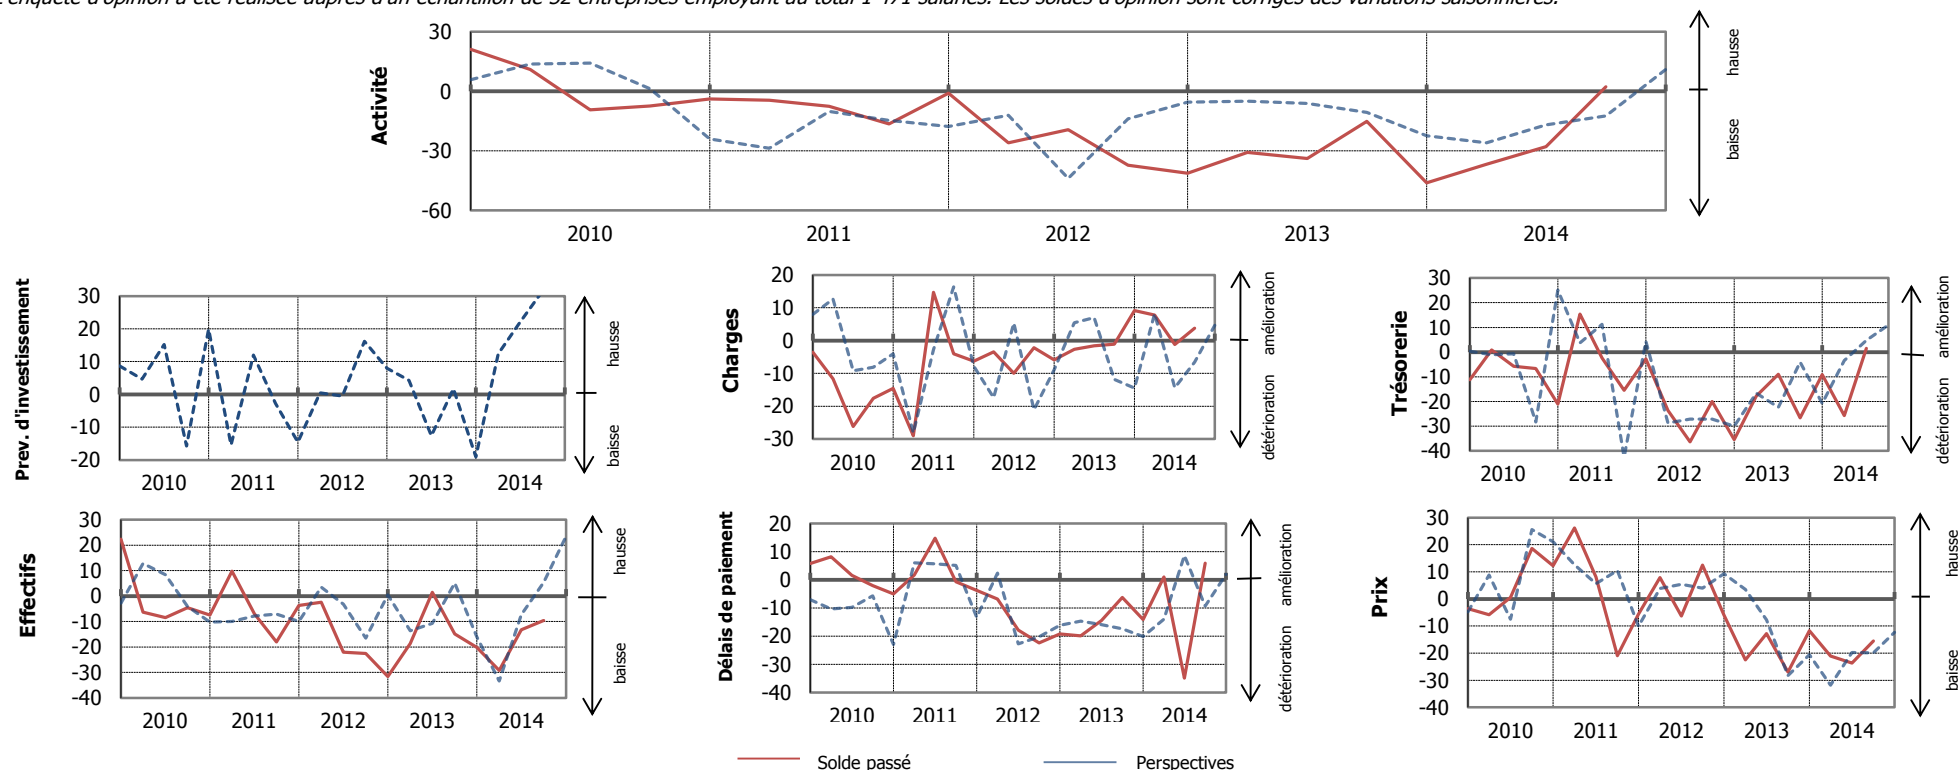 enquête d'opinion a été réalisée auprès d'un échantillon de entreprises employant au total salariés. Les soldes d'opinion sont corrigés des variations saisonnières.
Activité
30
0
-30
-60
2010 2011 2012 2013 2014
hausse
baisse
Prev. d'investissement
30
20
10
0
-10
-20
2010 2011 2012 2013 2014
hausse
baisse
Charges
20
10
0
-10
-20
-30
2010 2011 2012 2013 2014
amélioration
détérioration
Trésorerie
30
20
10
0
-10
-20
-30
-40
2010 2011 2012 2013 2014
amélioration
détérioration
Effectifs
30
20
10
0
-10
-20
-30
-40
2010 2011 2012 2013 2014
hausse
baisse
Délais de paiement
20
10
0
-10
-20
-30
-40
2010 2011 2012 2013 2014
amélioration
détérioration
Prix
30
20
10
0
-10
-20
-30
-40
2010 2011 2012 2013 2014
hausse
baisse
Solde passé Perspectives